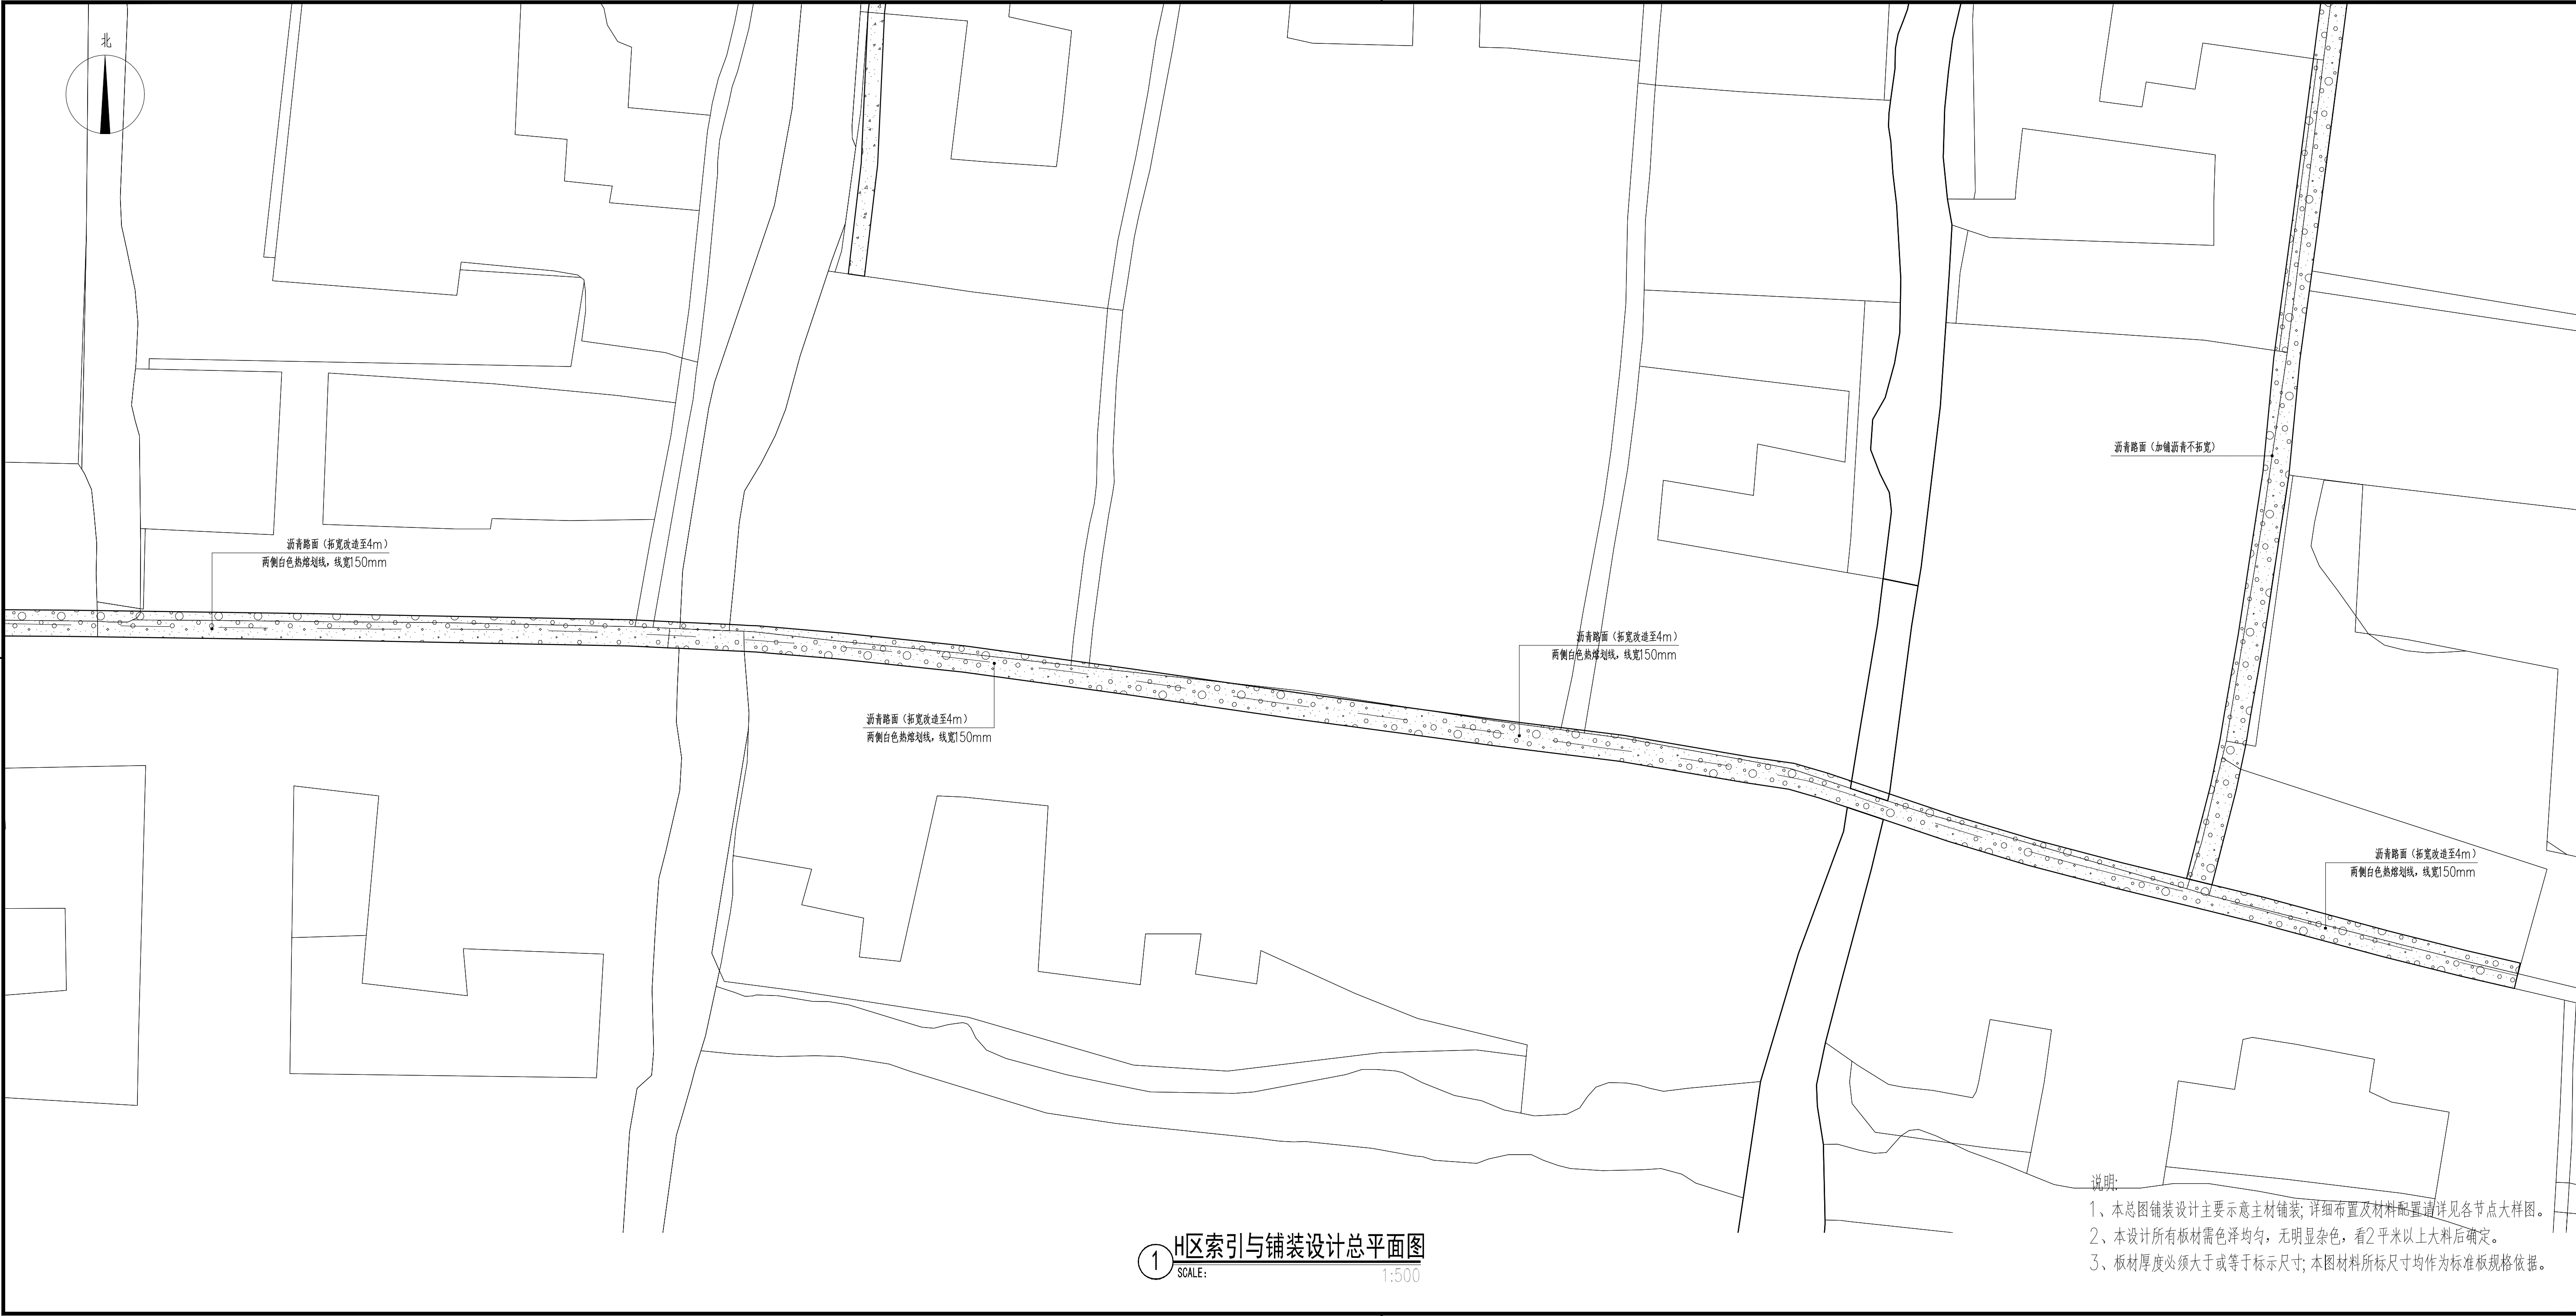 北
沥青路面（加铺沥青不拓宽）
沥青路面（拓宽改造至4m）
两侧白色热熔划线，线宽150mm
沥青路面（拓宽改造至4m）
两侧白色热熔划线，线宽150mm
沥青路面（拓宽改造至4m）
两侧白色热熔划线，线宽150mm
沥青路面（拓宽改造至4m）
两侧白色热熔划线，线宽150mm
说明:
1、本总图铺装设计主要示意主材铺装; 详细布置及材料配置请详见各节点大样图。
2、本设计所有板材需色泽均匀，无明显杂色，看2平米以上大料后确定。
3、板材厚度必须大于或等于标示尺寸; 本图材料所标尺寸均作为标准板规格依据。
1 H区索引与铺装设计总平面图
SCALE: 1:500